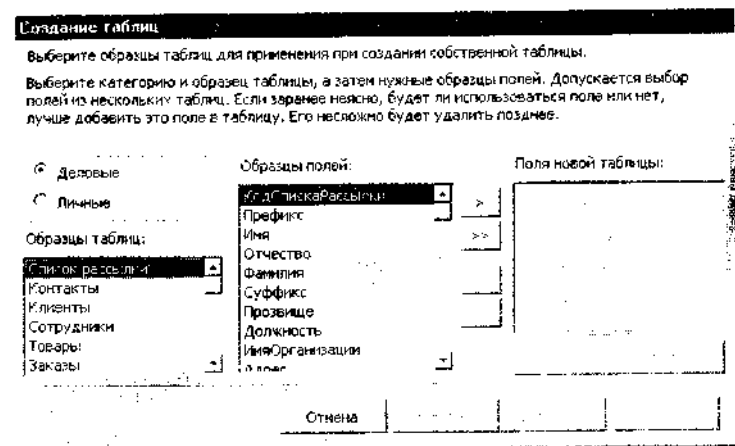 Создание таблиц
Выберите образцы таблиц для применения при создании собственной таблицы.
Выберите категорию и образец таблицы, а затем нужные образцы полей. Допускается выбор
полей из нескольких таблиц. Если заранее неясно, будет ли использоваться поле или нет,
лучше добавить это поле в таблицу. Его несложно будет удалить позднее.
Деловые
Личные
Образцы таблиц:
Список рассылки
Контакты
Клиенты
Сотрудники
Товары
Заказы
Образцы полей:
КодСпискаРассылки
Префикс
Имя
Отчество
Фамилия
Суффикс
Прозвище
Должность
ИмяОрганизации
>
>>
Поля новой таблицы:
Отмена